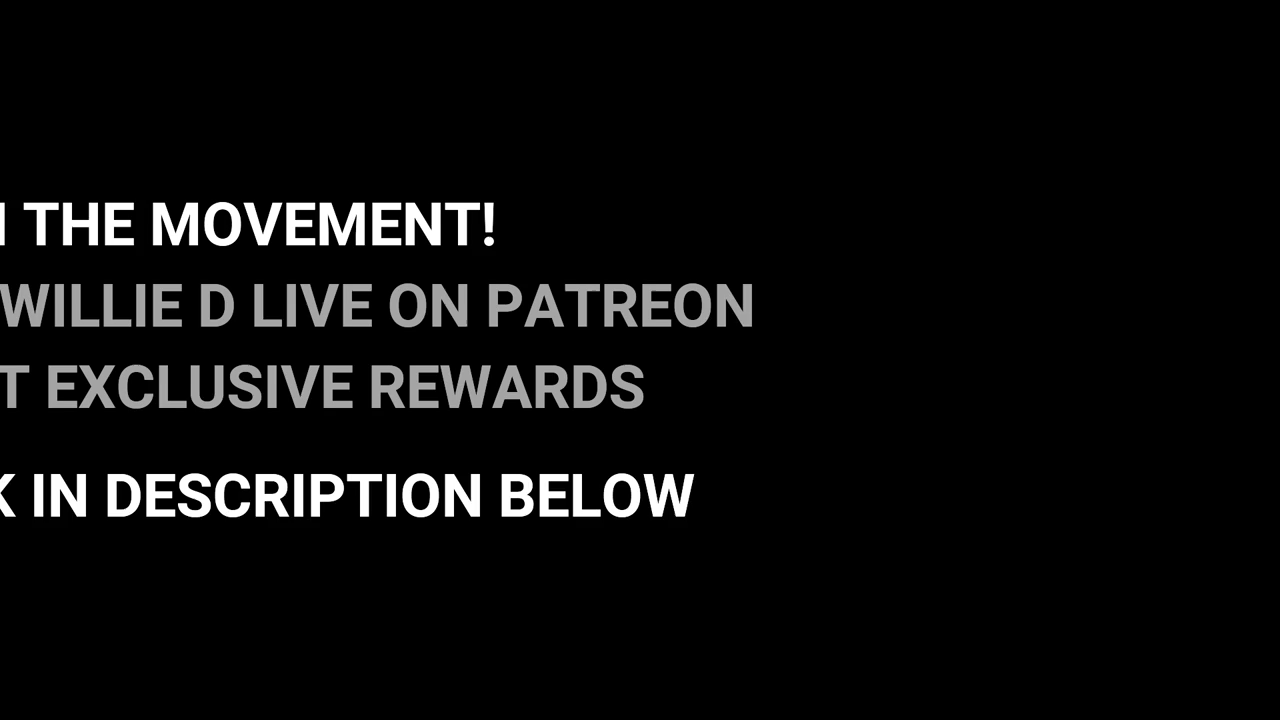 THE MOVEMENT!
WILLIE D LIVE ON PATREON
EXCLUSIVE REWARDS
IN DESCRIPTION BELOW